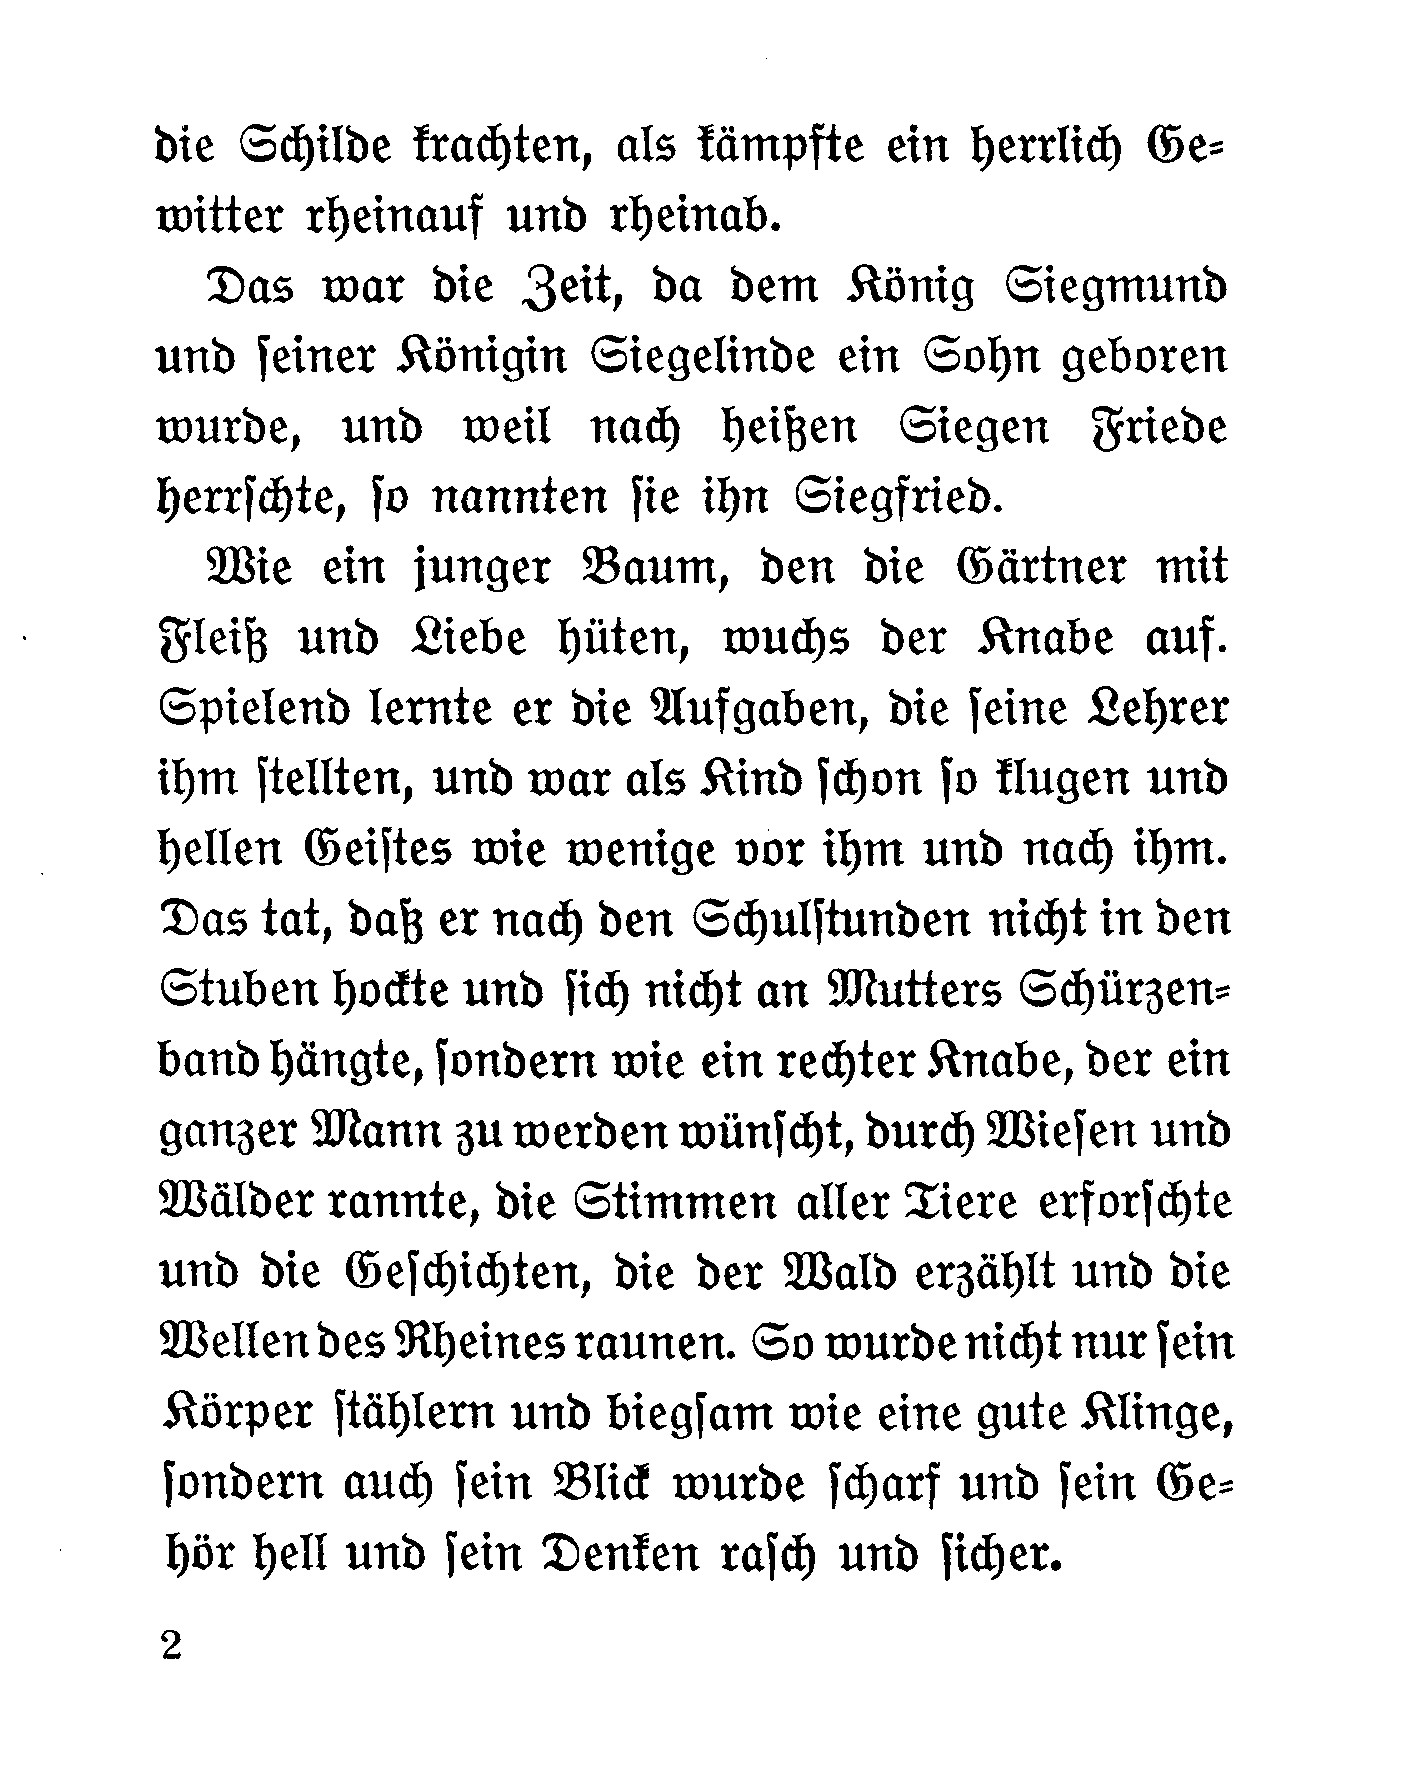 die Schilde krachten, als kämpfte ein herrlich Ge=
witter rheinauf und rheinab.
Das war die Zeit, da dem König Siegmund
und ſeiner Königin Siegelinde ein Sohn geboren
wurde, und weil nach heißen Siegen Friede
herrſchte, ſo nannten ſie ihn Siegfried.
Wie ein junger Baum, den die Gärtner mit
Fleiß und Liebe hüten, wuchs der Knabe auf.
Spielend lernte er die Aufgaben, die ſeine Lehrer
ihm ſtellten, und war als Kind ſchon ſo klugen und
hellen Geiſtes wie wenige vor ihm und nach ihm.
Das tat, daß er nach den Schulſtunden nicht in den
Stuben hockte und ſich nicht an Mutters Schürzen=
band hängte, ſondern wie ein rechter Knabe, der ein
ganzer Mann zu werden wünſcht, durch Wieſen und
Wälder rannte, die Stimmen aller Tiere erforſchte
und die Geſchichten, die der Wald erzählt und die
Wellen des Rheines raunen. So wurde nicht nur ſein
Körper ſtählern und biegſam wie eine gute Klinge,
ſondern auch ſein Blick wurde ſcharf und ſein Ge=
hör hell und ſein Denken raſch und ſicher.
2